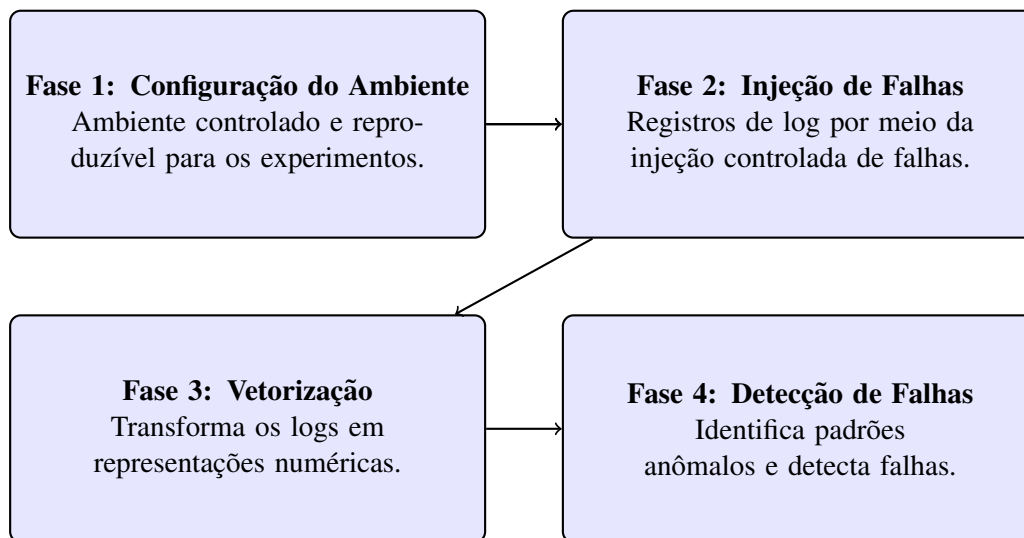 Fase 1: Configuração do Ambiente
Ambiente controlado e repro-
duzível para os experimentos.
Fase 2: Injeção de Falhas
Registros de log por meio da
injeção controlada de falhas.
Fase 3: Vetorização
Transforma os logs em
representações numéricas.
Fase 4: Detecção de Falhas
Identifica padrões
anômalos e detecta falhas.